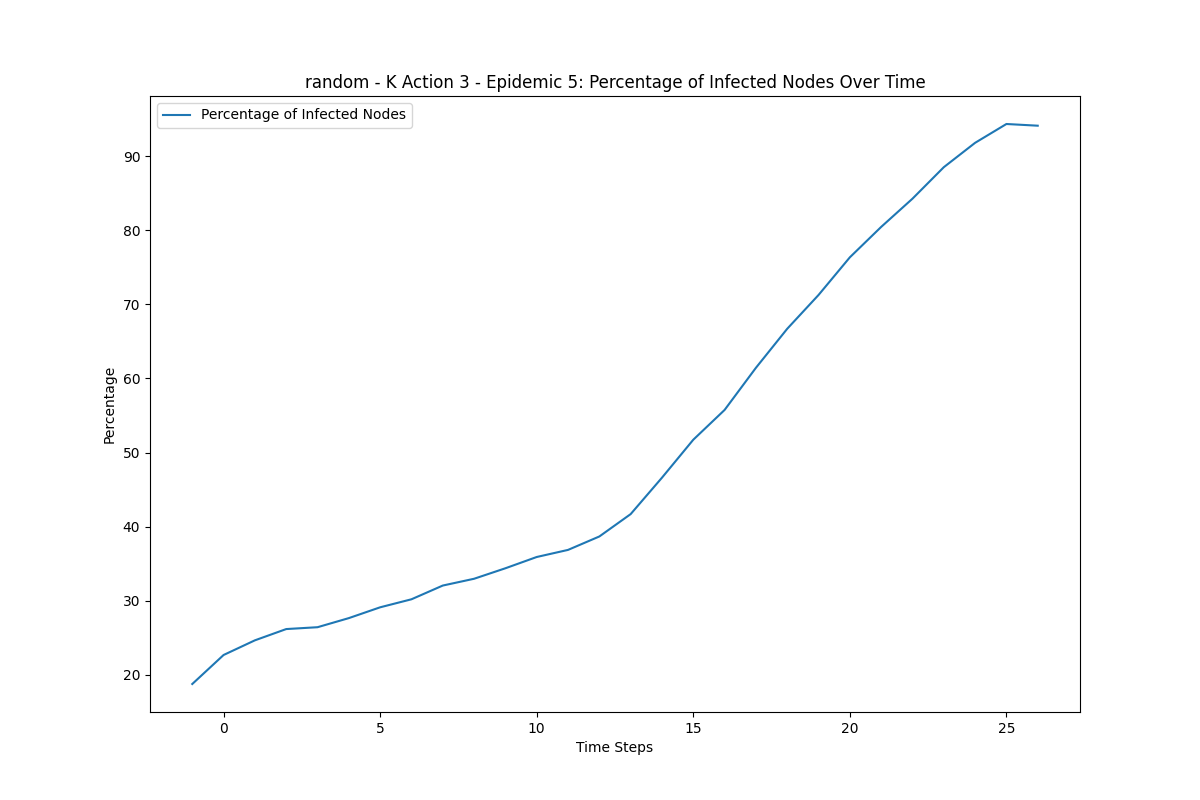 random - K Action 3 - Epidemic 5: Percentage of Infected Nodes Over Time
Percentage of Infected Nodes
90
80
70
60
50
40
30
20
Percentage
0 5 10 15 20 25
Time Steps